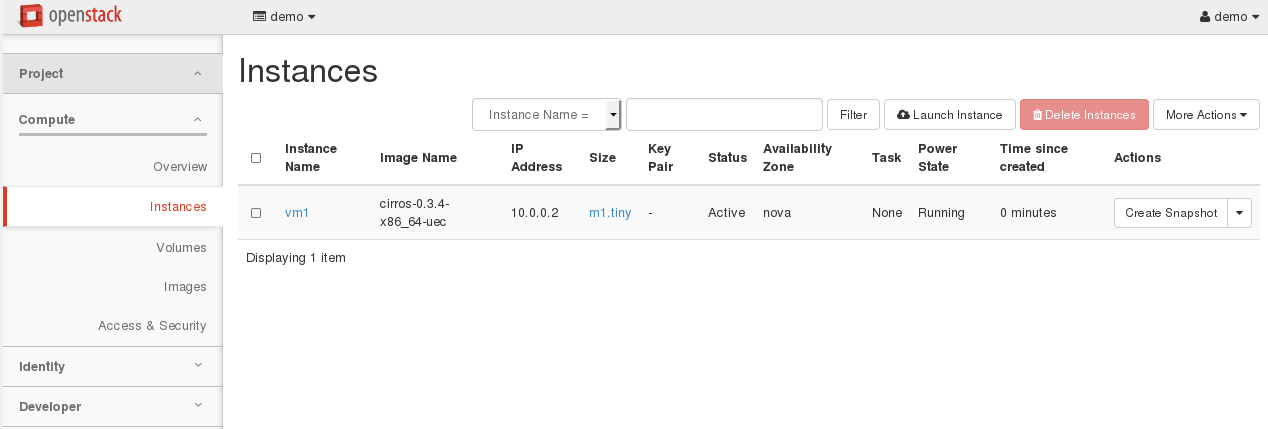 openstack
demo
demo
Project
Compute
Overview
Instances
Volumes
Images
Access & Security
Identity
Developer
Instances
Instance Name =
Filter
Launch Instance
Delete Instances
More Actions
Instance Name
Image Name
IP Address
Size
Key Pair
Status
Availability Zone
Task
Power State
Time since created
Actions
vm1
cirros-0.3.4-
x86_64-uec
10.0.0.2
m1.tiny
-
Active
nova
None
Running
0 minutes
Create Snapshot
Displaying 1 item